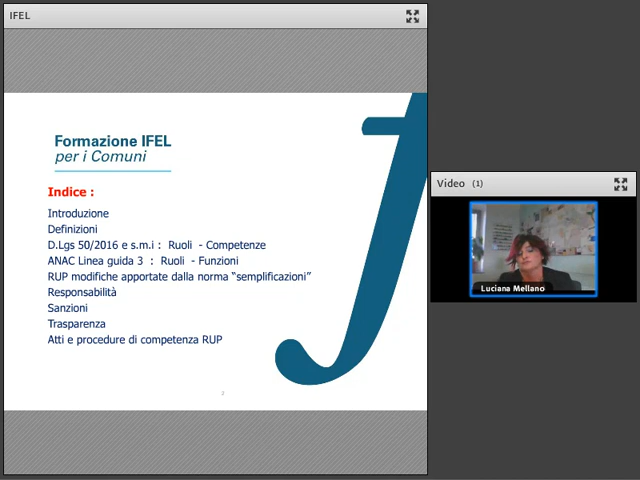 IFEL
Formazione IFEL
per i Comuni
Indice :
Introduzione
Definizioni
D.Lgs 50/2016 e s.m.i : Ruoli - Competenze
ANAC Linea guida 3 : Ruoli - Funzioni
RUP modifiche apportate dalla norma “semplificazioni”
Responsabilità
Sanzioni
Trasparenza
Atti e procedure di competenza RUP
Video (1)
Luciana Mellano